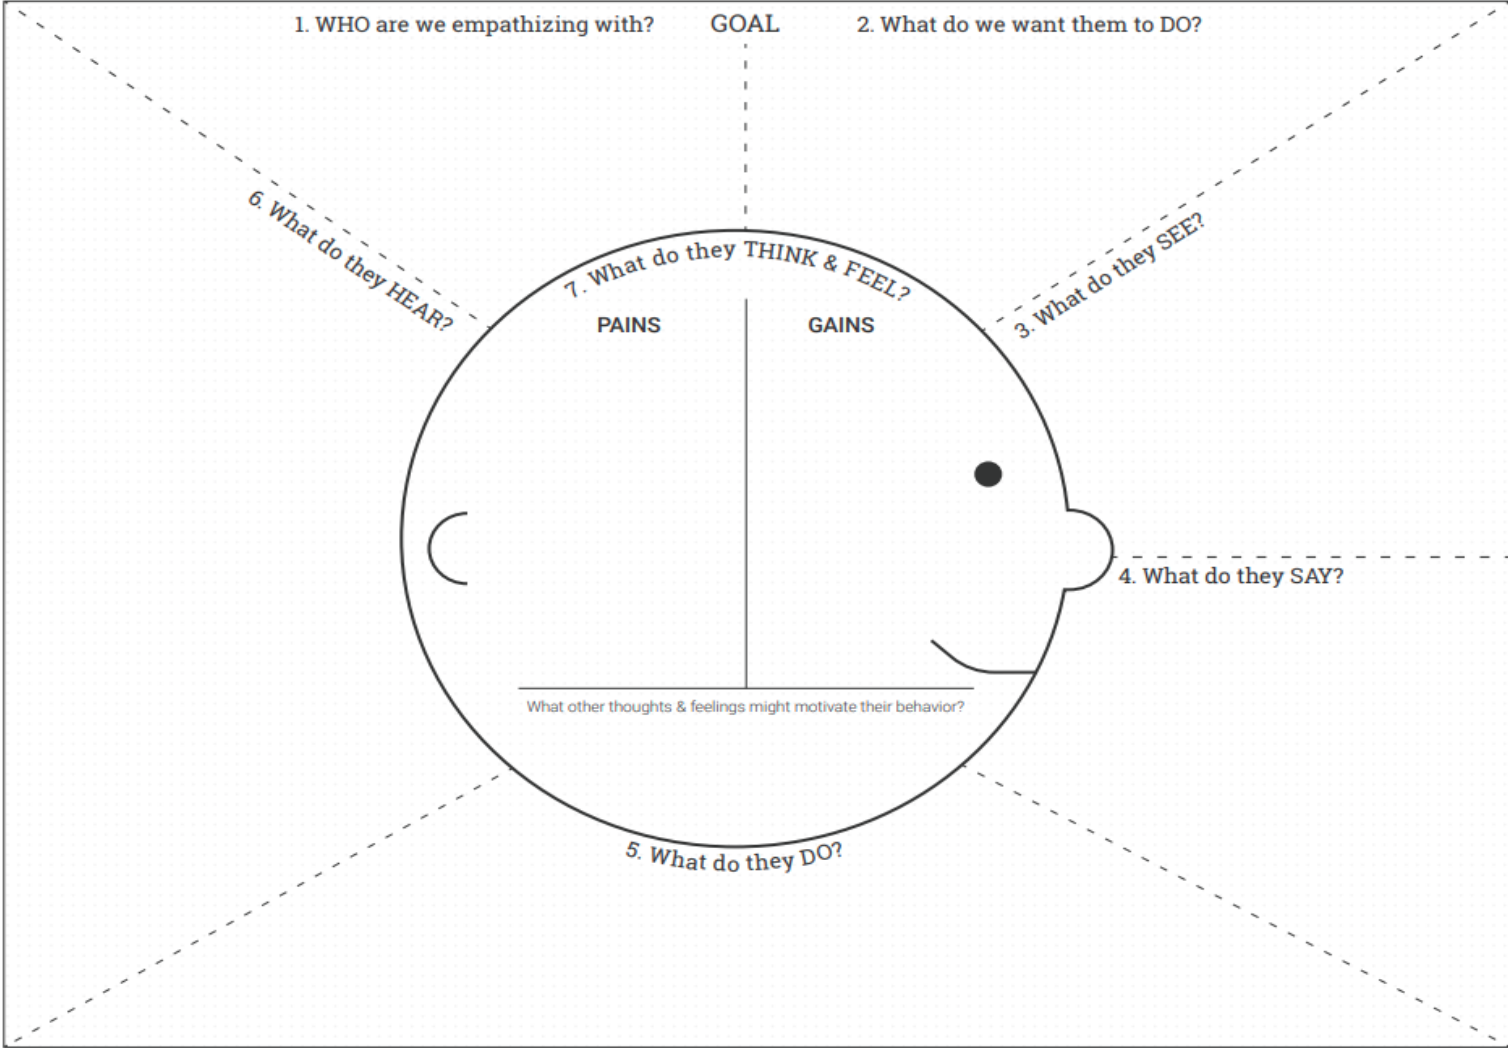 1. WHO are we empathizing with?
GOAL
2. What do we want them to DO?
3. What do they SEE?
4. What do they SAY?
5. What do they DO?
6. What do they HEAR?
7. What do they THINK & FEEL?
PAINS
GAINS
What other thoughts & feelings might motivate their behavior?